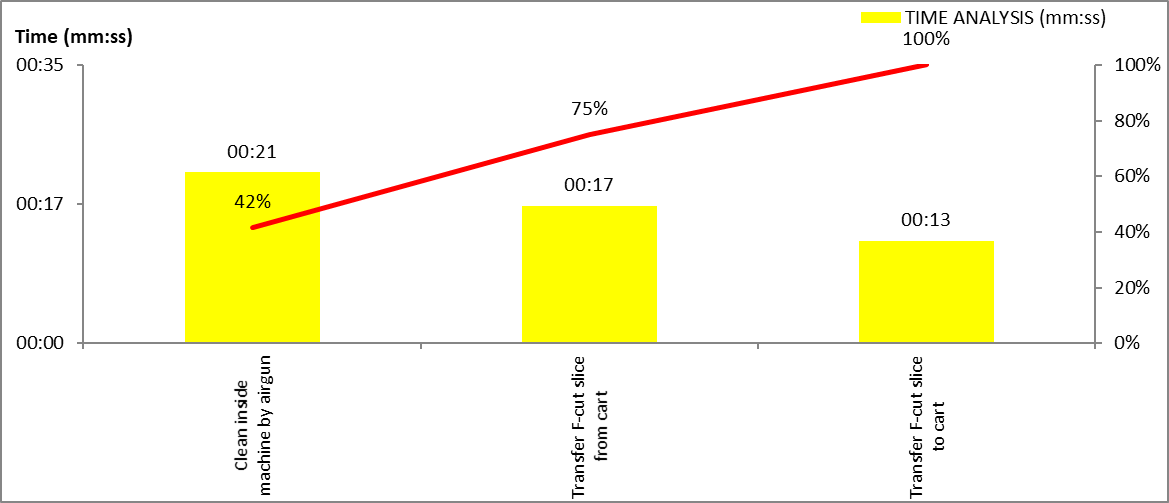 TIME ANALYSIS (mm:ss)
Time (mm:ss)
100%
00:35
100%
75%
80%
00:21
00:17
60%
42%
00:17
00:13
40%
20%
00:00
0%
Clean inside
machine by airgun
Transfer F-cut slice
from cart
Transfer F-cut slice
to cart